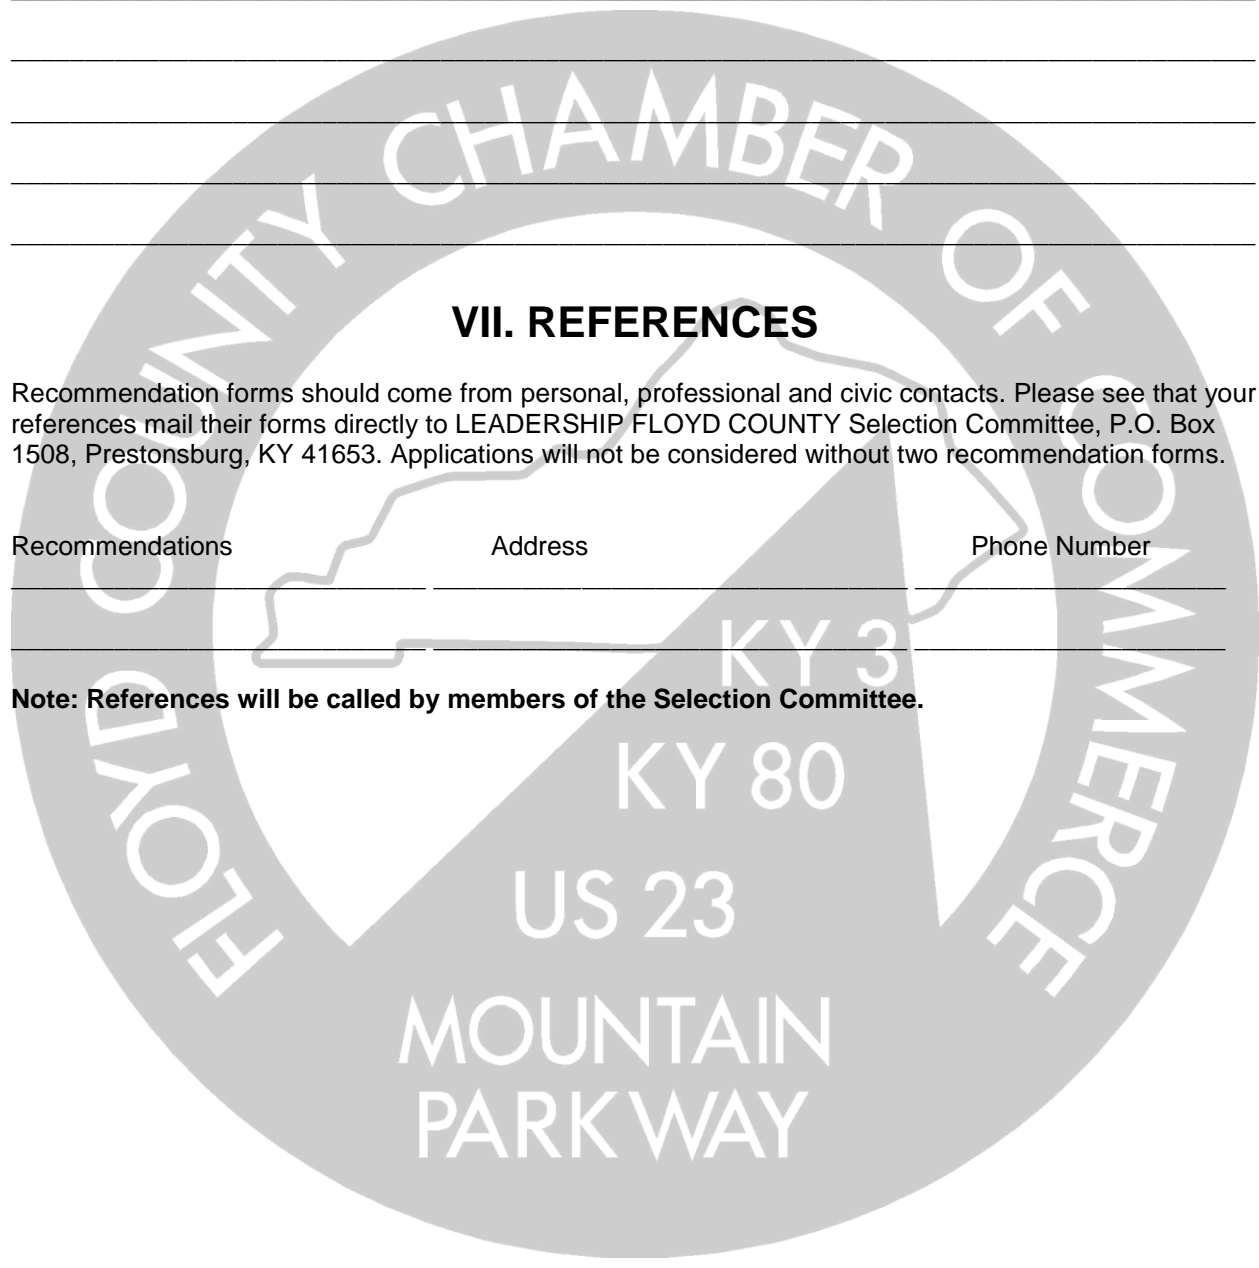 FLOYD COUNTY CHAMBER OF COMMERCE
VII. REFERENCES
Recommendation forms should come from personal, professional and civic contacts. Please see that your
references mail their forms directly to LEADERSHIP FLOYD COUNTY Selection Committee, P.O. Box
1508, Prestonsburg, KY 41653. Applications will not be considered without two recommendation forms.
Recommendations Address Phone Number
Note: References will be called by members of the Selection Committee.
KY 3
KY 80
US 23
MOUNTAIN
PARKWAY